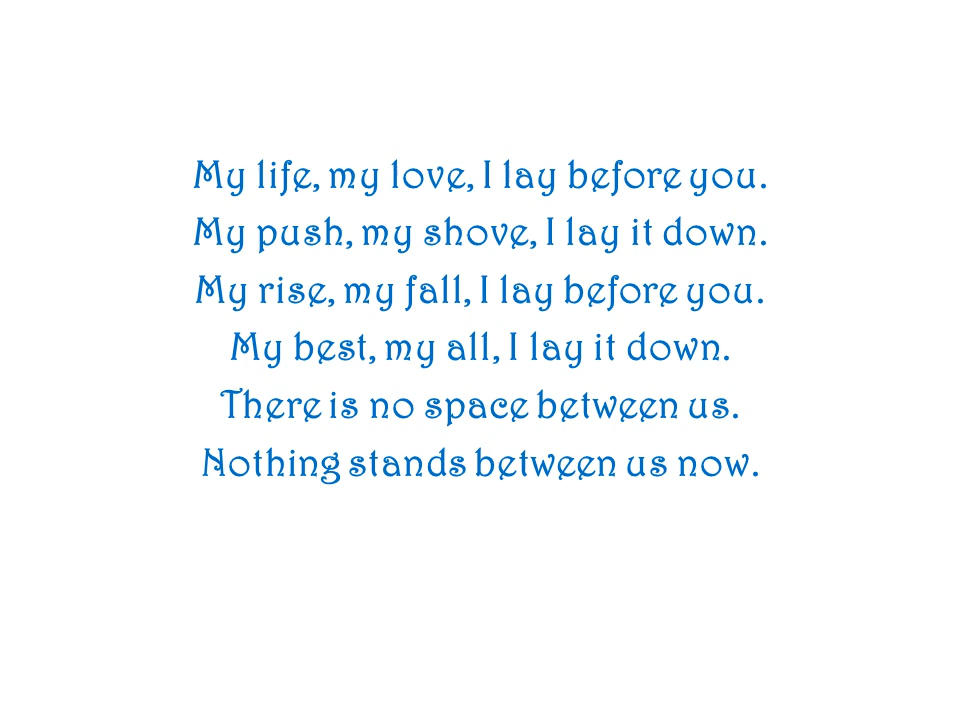 My life, my love, I lay before you.
My push, my shove, I lay it down.
My rise, my fall, I lay before you.
My best, my all, I lay it down.
There is no space between us.
Nothing stands between us now.